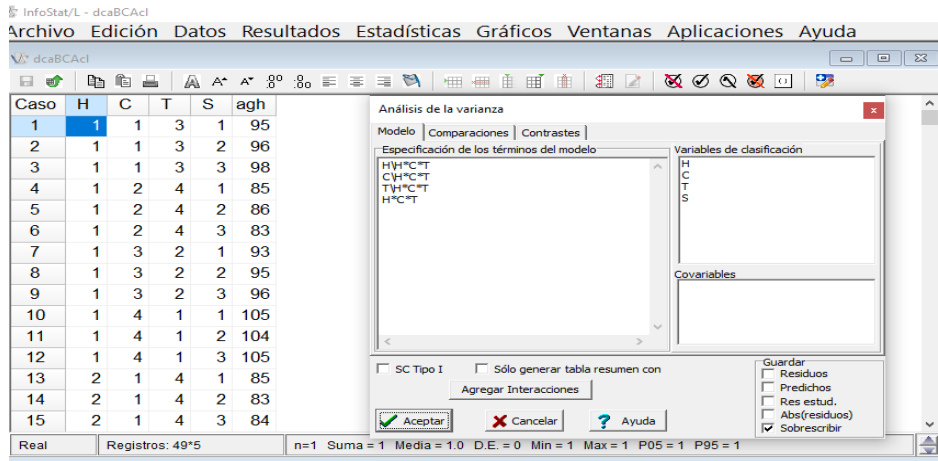 InfoStat/L - dcaBCAcl
Archivo Edición Datos Resultados Estadísticas Gráficos Ventanas Aplicaciones Ayuda
dcaBCAcl
Caso H C T S agh
1 1 1 3 1 95
2 1 1 3 2 96
3 1 1 3 3 98
4 1 2 4 1 85
5 1 2 4 2 86
6 1 2 4 3 83
7 1 3 2 1 93
8 1 3 2 2 95
9 1 3 2 3 96
10 1 4 1 1 105
11 1 4 1 2 104
12 1 4 1 3 105
13 2 1 4 1 85
14 2 1 4 2 83
15 2 1 4 3 84
Análisis de la varianza
Modelo Comparaciones Contrastes
Especificación de los términos del modelo
H\H*C*T
C\H*C*T
T\H*C*T
H*C*T
Variables de clasificación
H
C
T
S
Covariables
SC Tipo I
Sólo generar tabla resumen con
Agregar Interacciones
Aceptar
Cancelar
? Ayuda
Guardar
Residuos
Predichos
Res estud.
Abs(residuos)
Sobrescribir
Real Registros: 49*5 n=1 Suma = 1 Media = 1.0 D.E. = 0 Min = 1 Max = 1 P05 = 1 P95 = 1